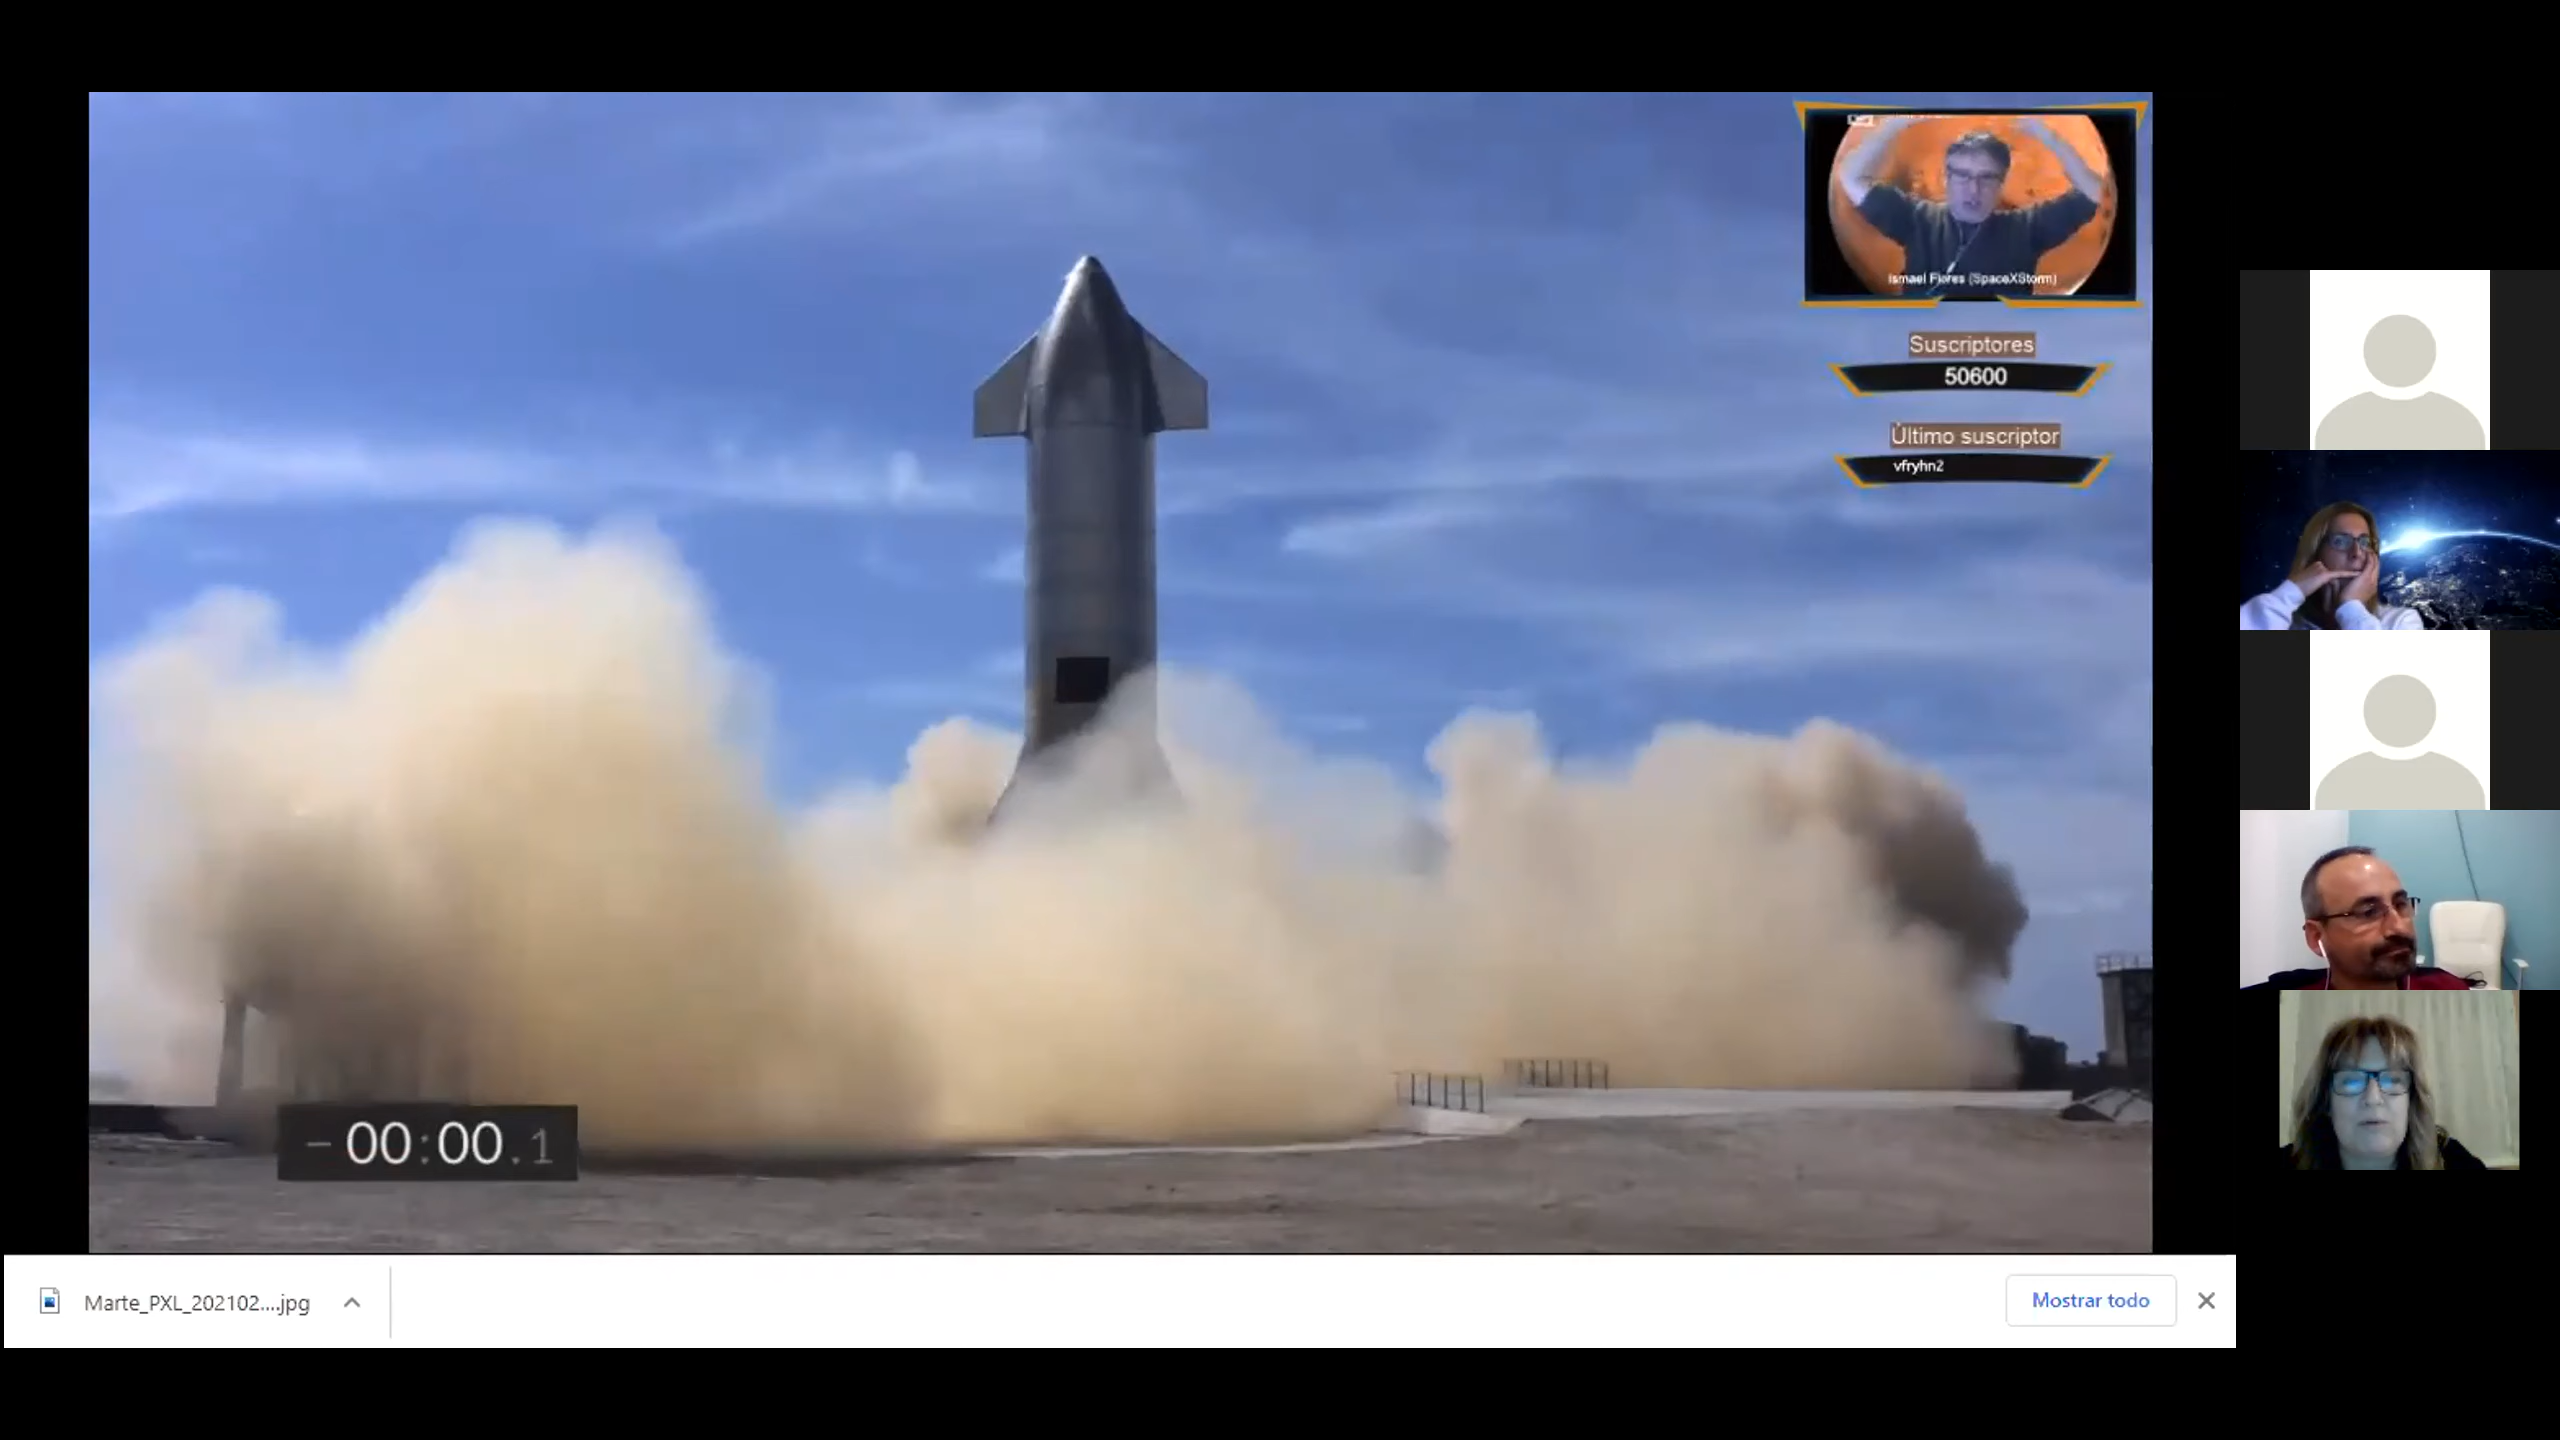 Ismael Flores (SpaceXStorm)
Suscriptores
50600
Último suscriptor
vfryhn2
– 00:00.1
Marte_PXL_202102....jpg
Mostrar todo